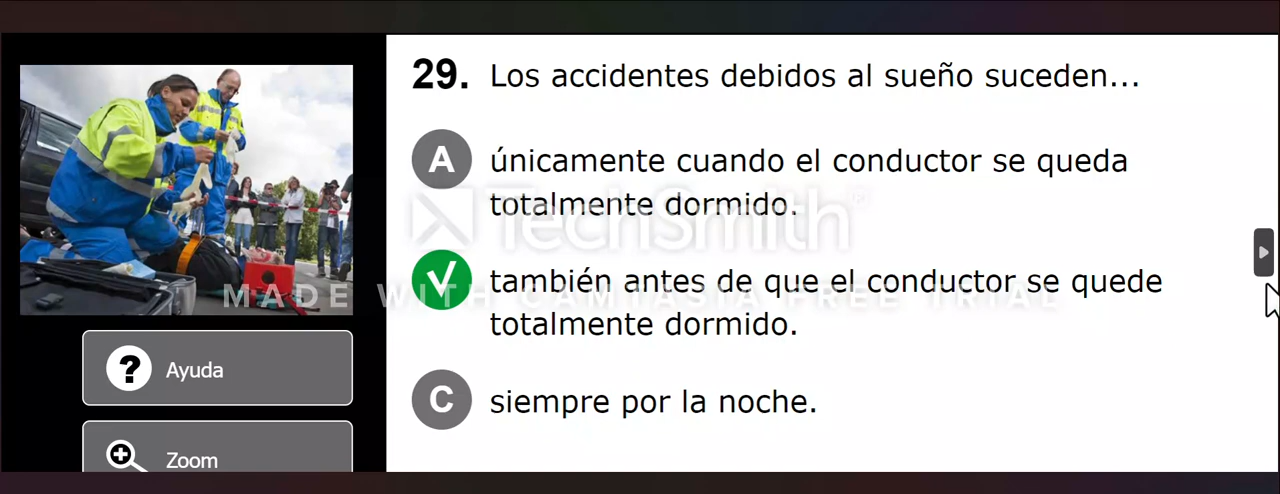 29. Los accidentes debidos al sueño suceden...
A únicamente cuando el conductor se queda
totalmente dormido.
TechSmith
también antes de que el conductor se quede
MADE WITH CAMTASIA FREE TRIAL
totalmente dormido.
C siempre por la noche.
? Ayuda
Zoom